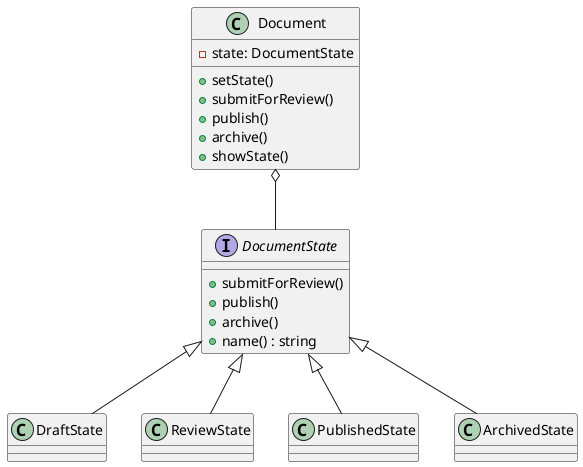 C Document
state: DocumentState
setState()
submitForReview()
publish()
archive()
showState()
I DocumentState
submitForReview()
publish()
archive()
name() : string
C DraftState
C ReviewState
C PublishedState
C ArchivedState